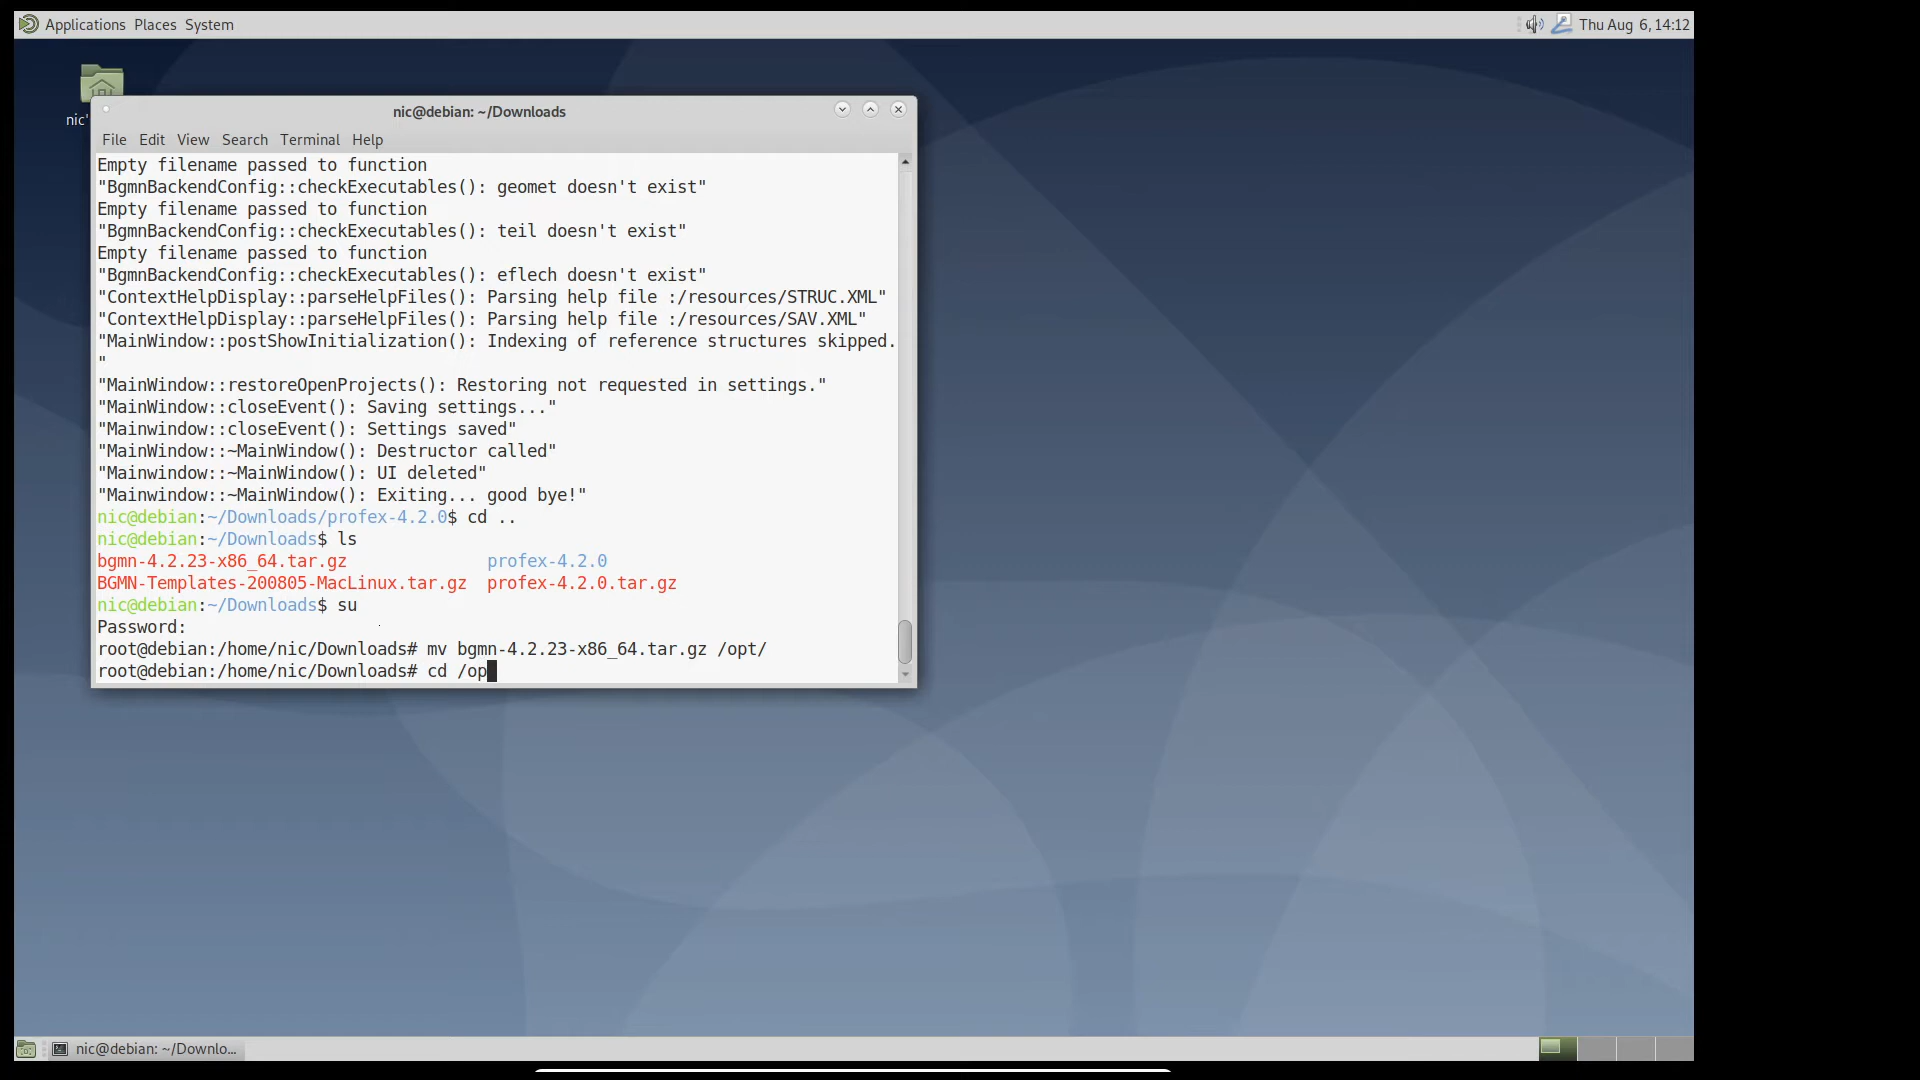 Applications Places System
Thu Aug 6, 14:12
nic'
nic@debian: ~/Downloads
File Edit View Search Terminal Help
Empty filename passed to function
"BgmnBackendConfig::checkExecutables(): geomet doesn't exist"
Empty filename passed to function
"BgmnBackendConfig::checkExecutables(): teil doesn't exist"
Empty filename passed to function
"BgmnBackendConfig::checkExecutables(): eflech doesn't exist"
"ContextHelpDisplay::parseHelpFiles(): Parsing help file :/resources/STRUC.XML"
"ContextHelpDisplay::parseHelpFiles(): Parsing help file :/resources/SAV.XML"
"MainWindow::postShowInitialization(): Indexing of reference structures skipped.
"
"MainWindow::restoreOpenProjects(): Restoring not requested in settings."
"MainWindow::closeEvent(): Saving settings..."
"Mainwindow::closeEvent(): Settings saved"
"MainWindow::~MainWindow(): Destructor called"
"Mainwindow::~MainWindow(): UI deleted"
"Mainwindow::~MainWindow(): Exiting... good bye!"
nic@debian:~/Downloads/profex-4.2.0$ cd ..
nic@debian:~/Downloads$ ls
bgmn-4.2.23-x86_64.tar.gz profex-4.2.0
BGMN-Templates-200805-MacLinux.tar.gz profex-4.2.0.tar.gz
nic@debian:~/Downloads$ su
Password:
root@debian:/home/nic/Downloads# mv bgmn-4.2.23-x86_64.tar.gz /opt/
root@debian:/home/nic/Downloads# cd /op
nic@debian: ~/Downlo...